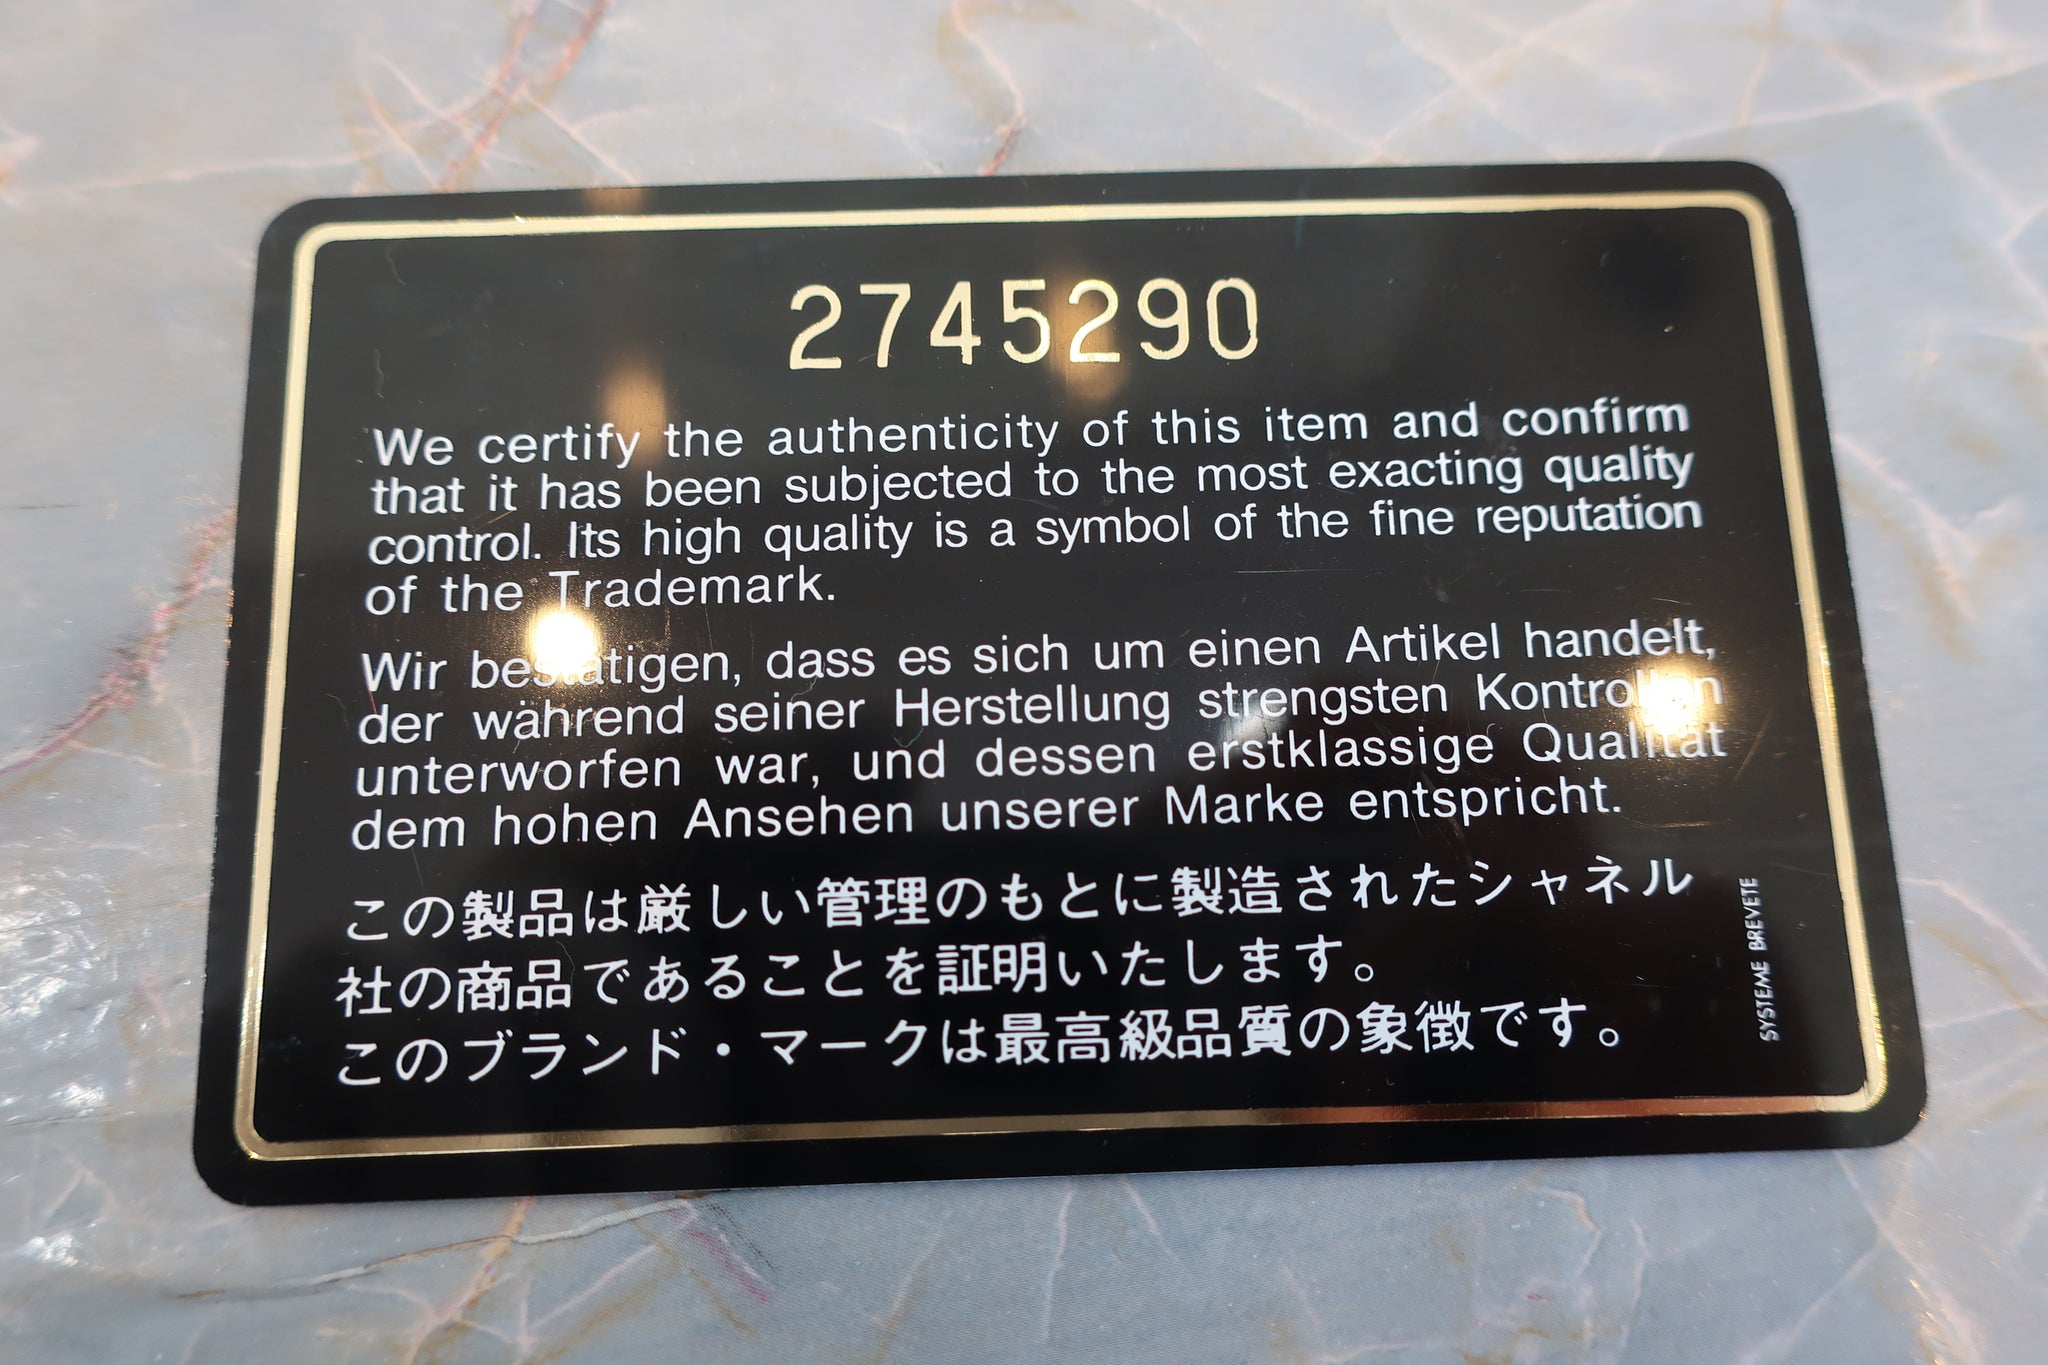 2745290
We certify the authenticity of this item and confirm
that it has been subjected to the most exacting quality
control. Its high quality is a symbol of the fine reputation
of the Trademark.
Wir bestätigen, dass es sich um einen Artikel handelt,
der während seiner Herstellung strengsten Kontrollen
unterworfen war, und dessen erstklassige Qualität
dem hohen Ansehen unserer Marke entspricht.
この製品は厳しい管理のもとに製造されたシャネル
社の商品であることを証明いたします。
このブランド・マークは最高級品質の象徴です。
SYSTEME BREVETE